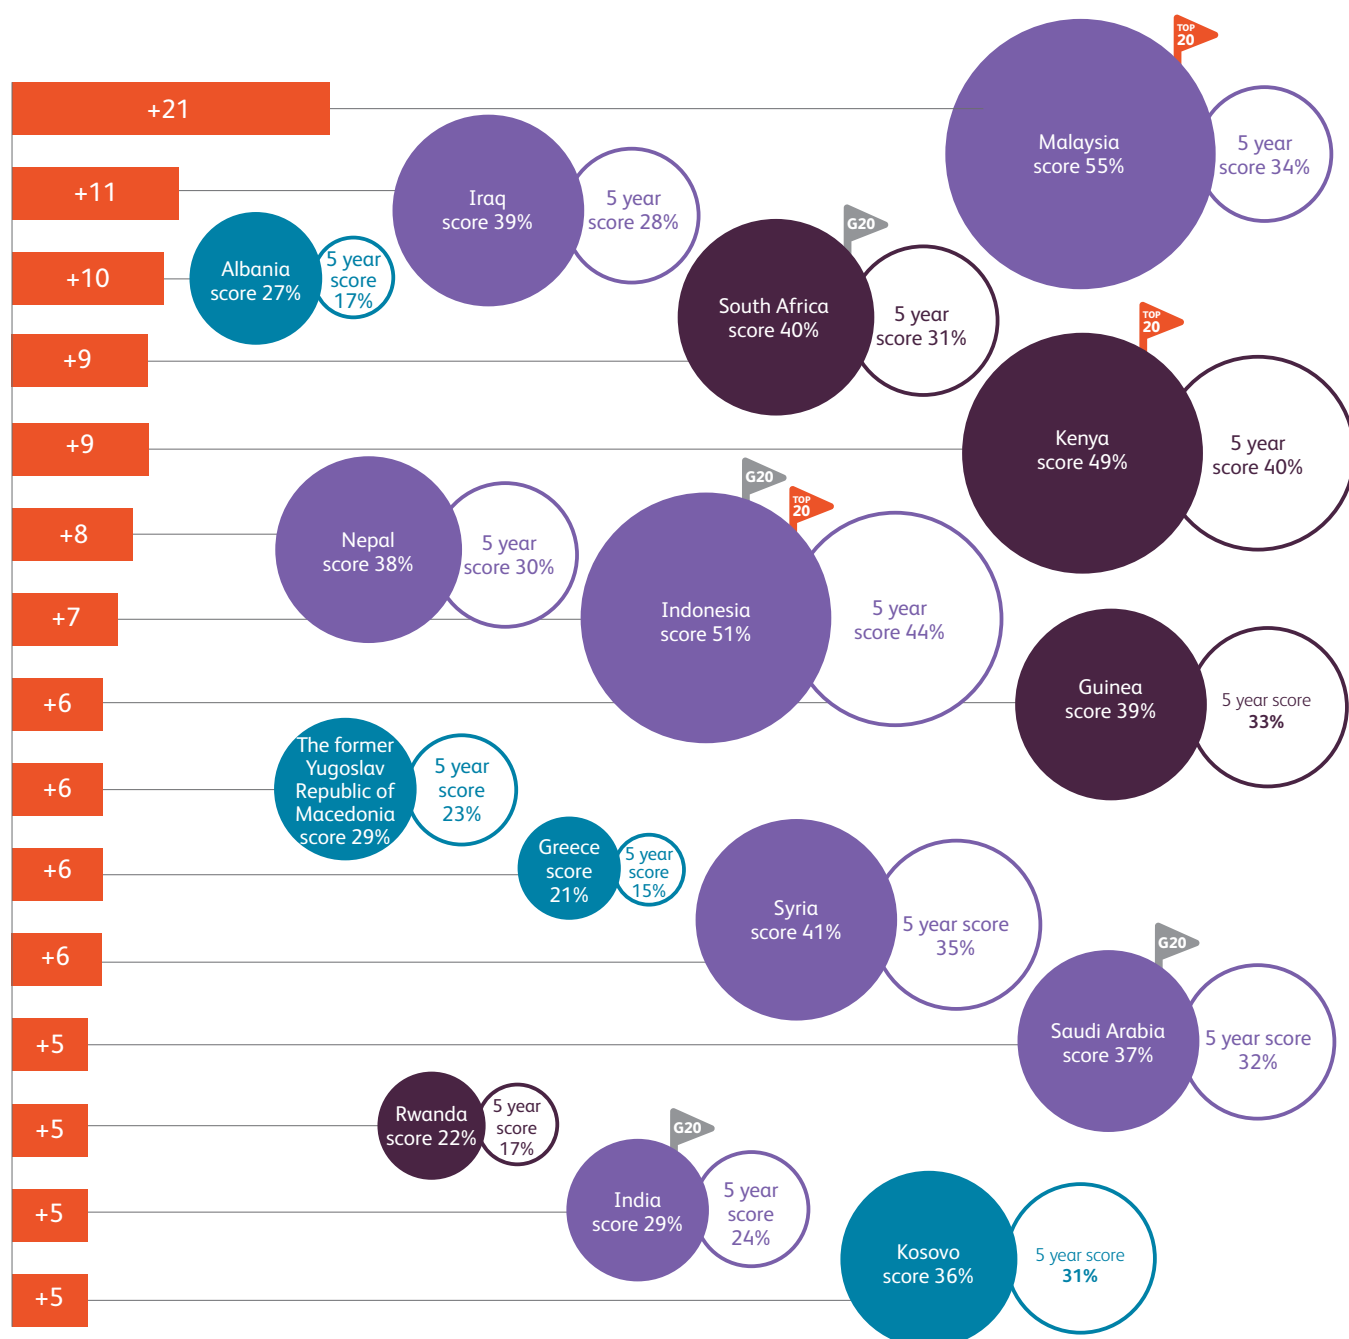 +21
TOP
20
Malaysia
score 55%
5 year
score 34%
+11
Iraq
score 39%
5 year
score 28%
+10
Albania
score 27%
5 year
score
17%
+9
G20
South Africa
score 40%
5 year
score 31%
+9
TOP
20
Kenya
score 49%
5 year
score 40%
+8
Nepal
score 38%
5 year
score 30%
+7
G20
TOP
20
Indonesia
score 51%
5 year
score 44%
+6
Guinea
score 39%
5 year score
33%
+6
The former
Yugoslav
Republic of
Macedonia
score 29%
5 year
score
23%
+6
Greece
score
21%
5 year
score
15%
+6
Syria
score 41%
5 year score
35%
+5
G20
Saudi Arabia
score 37%
5 year score
32%
+5
Rwanda
score 22%
5 year
score
17%
+5
G20
India
score 29%
5 year
score
24%
+5
Kosovo
score 36%
5 year score
31%